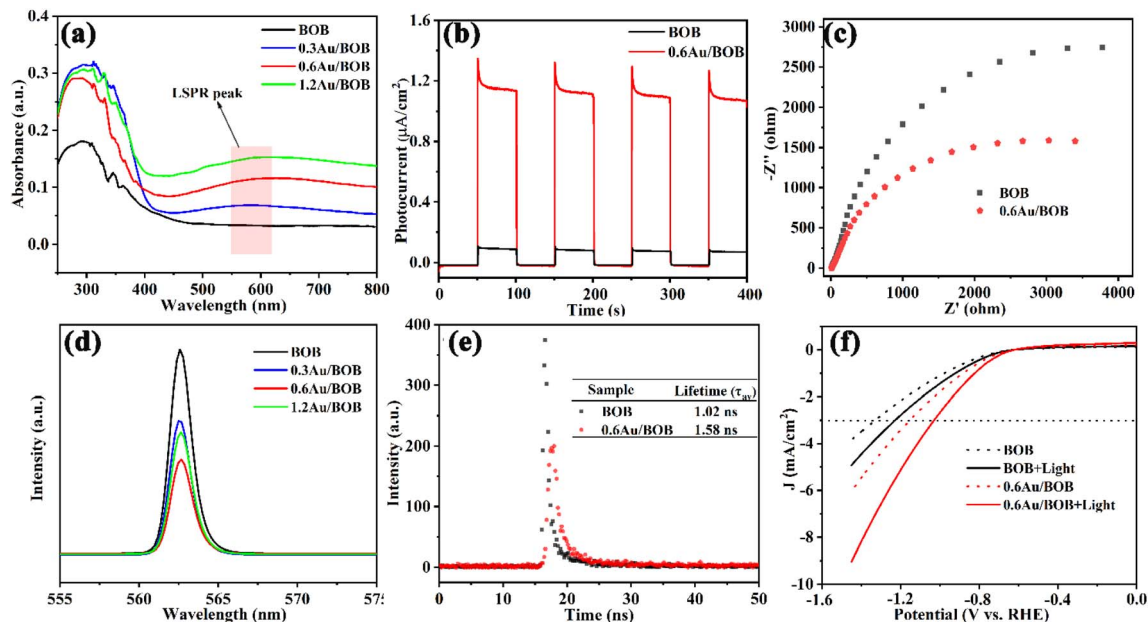 (a)
BOB
0.3Au/BOB
0.6Au/BOB
1.2Au/BOB
LSPR peak
Absorbance (a.u.)
0.4
0.3
0.2
0.1
0.0
300 400 500 600 700 800
Wavelength (nm)
(b)
BOB
0.6Au/BOB
Photocurrent (μA/cm²)
1.6
1.2
0.8
0.4
0.0
0 100 200 300 400
Time (s)
(c)
-Z'' (ohm)
3000
2500
2000
1500
1000
500
0
BOB
0.6Au/BOB
0 1000 2000 3000 4000
Z' (ohm)
(d)
BOB
0.3Au/BOB
0.6Au/BOB
1.2Au/BOB
Intensity (a.u.)
555 560 565 570 57
Wavelength (nm)
(e)
Intensity (a.u.)
400
350
300
250
200
150
100
50
0
Sample Lifetime (τav)
BOB 1.02 ns
0.6Au/BOB 1.58 ns
0 10 20 30 40 50
Time (ns)
(f)
J (mA/cm²)
0
-2
-4
-6
-8
-10
BOB
BOB+Light
0.6Au/BOB
0.6Au/BOB+Light
-1.6 -1.2 -0.8 -0.4 0.0
Potential (V vs. RHE)